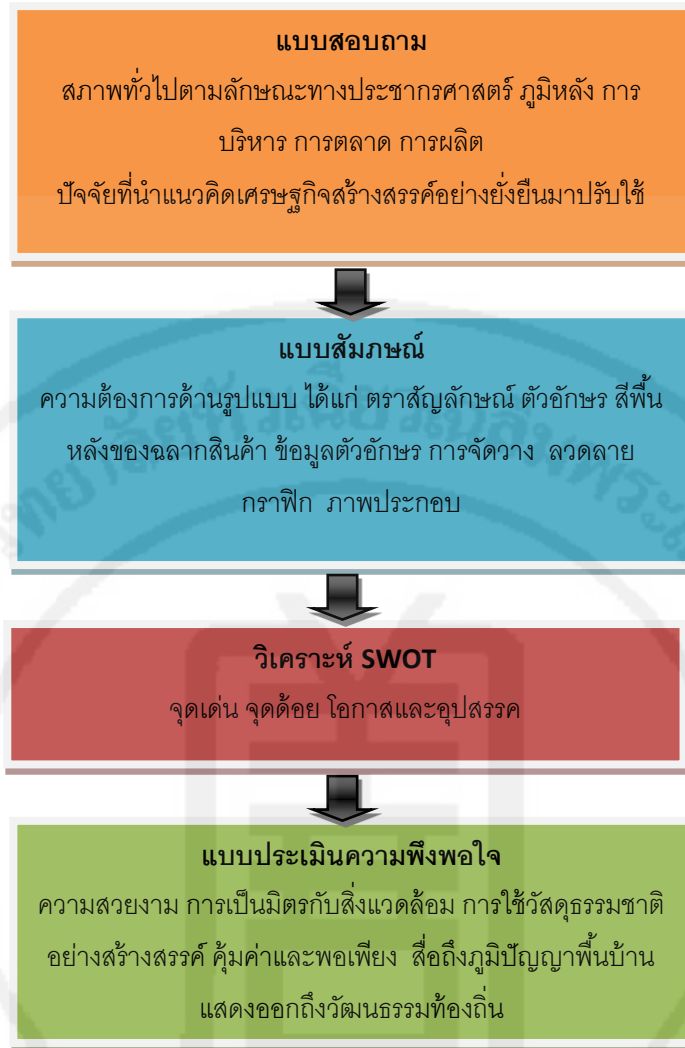 แบบสอบถาม
สภาพทั่วไปตามลักษณะทางประชากรศาสตร์ ภูมิหลัง การ
บริหาร การตลาด การผลิต
ปัจจัยที่นำแนวคิดเศรษฐกิจสร้างสรรค์อย่างยั่งยืนมาปรับใช้
แบบสัมภษณ์
ความต้องการด้านรูปแบบ ได้แก่ ตราสัญลักษณ์ ตัวอักษร สีพื้น
หลังของฉลากสินค้า ข้อมูลตัวอักษร การจัดวาง ลวดลาย
กราฟิก ภาพประกอบ
วิเคราะห์ SWOT
จุดเด่น จุดด้อย โอกาสและอุปสรรค
แบบประเมินความพึงพอใจ
ความสวยงาม การเป็นมิตรกับสิ่งแวดล้อม การใช้วัสดุธรรมชาติ
อย่างสร้างสรรค์ คุ้มค่าและพอเพียง สื่อถึงภูมิปัญญาพื้นบ้าน
แสดงออกถึงวัฒนธรรมท้องถิ่น